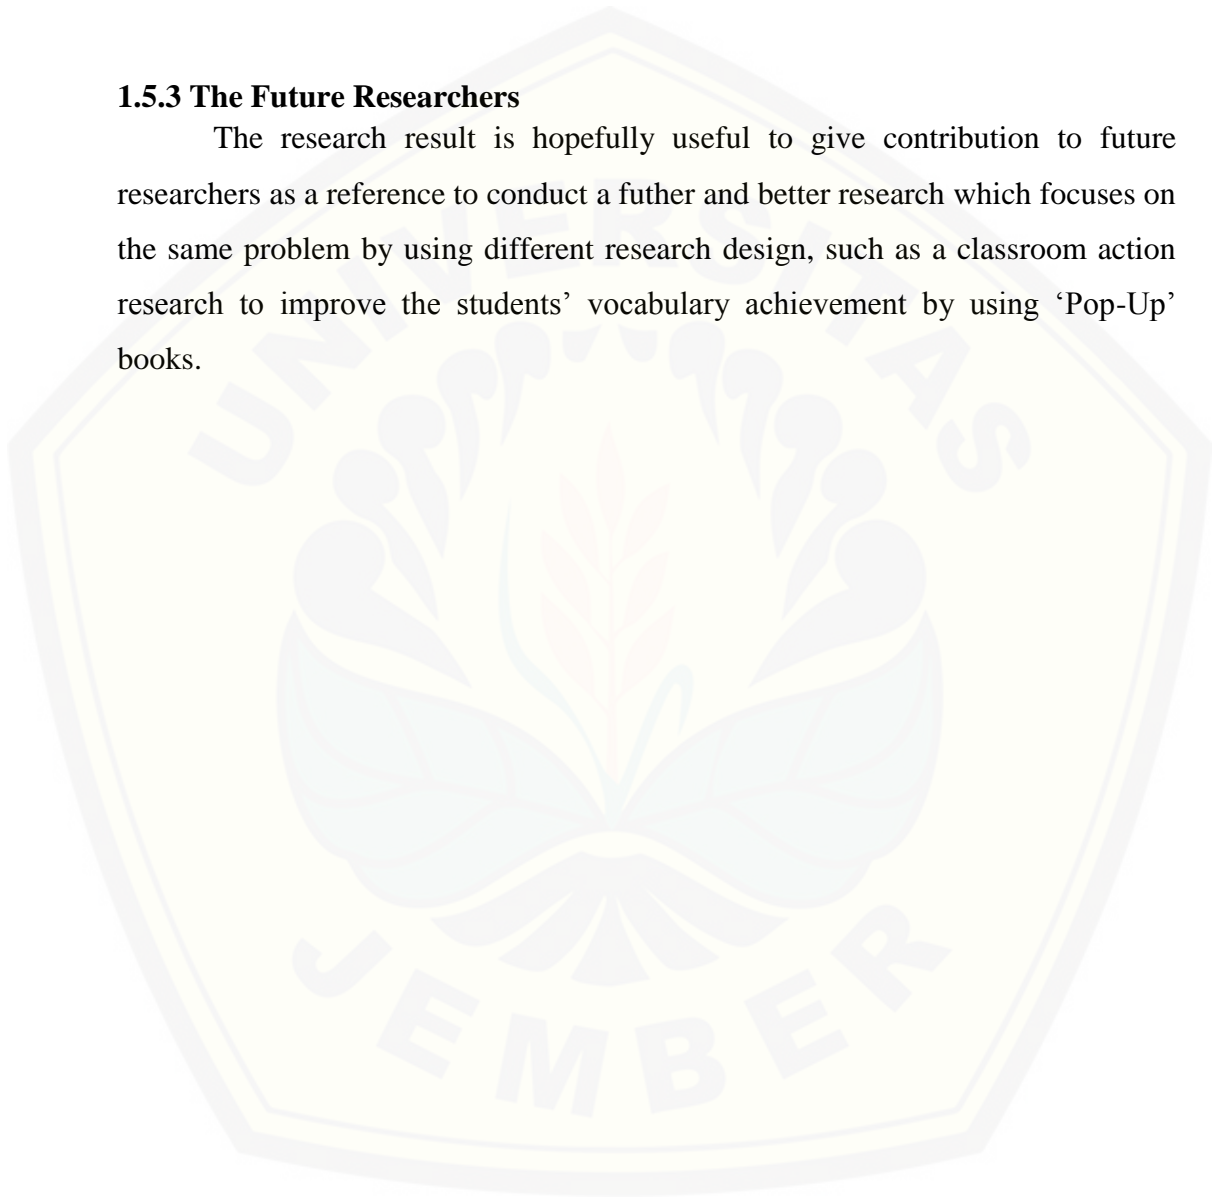 1.5.3 The Future Researchers
The research result is hopefully useful to give contribution to future
researchers as a reference to conduct a futher and better research which focuses on
the same problem by using different research design, such as a classroom action
research to improve the students’ vocabulary achievement by using ‘Pop-Up’
books.
UNIVERSITAS
JEMBER